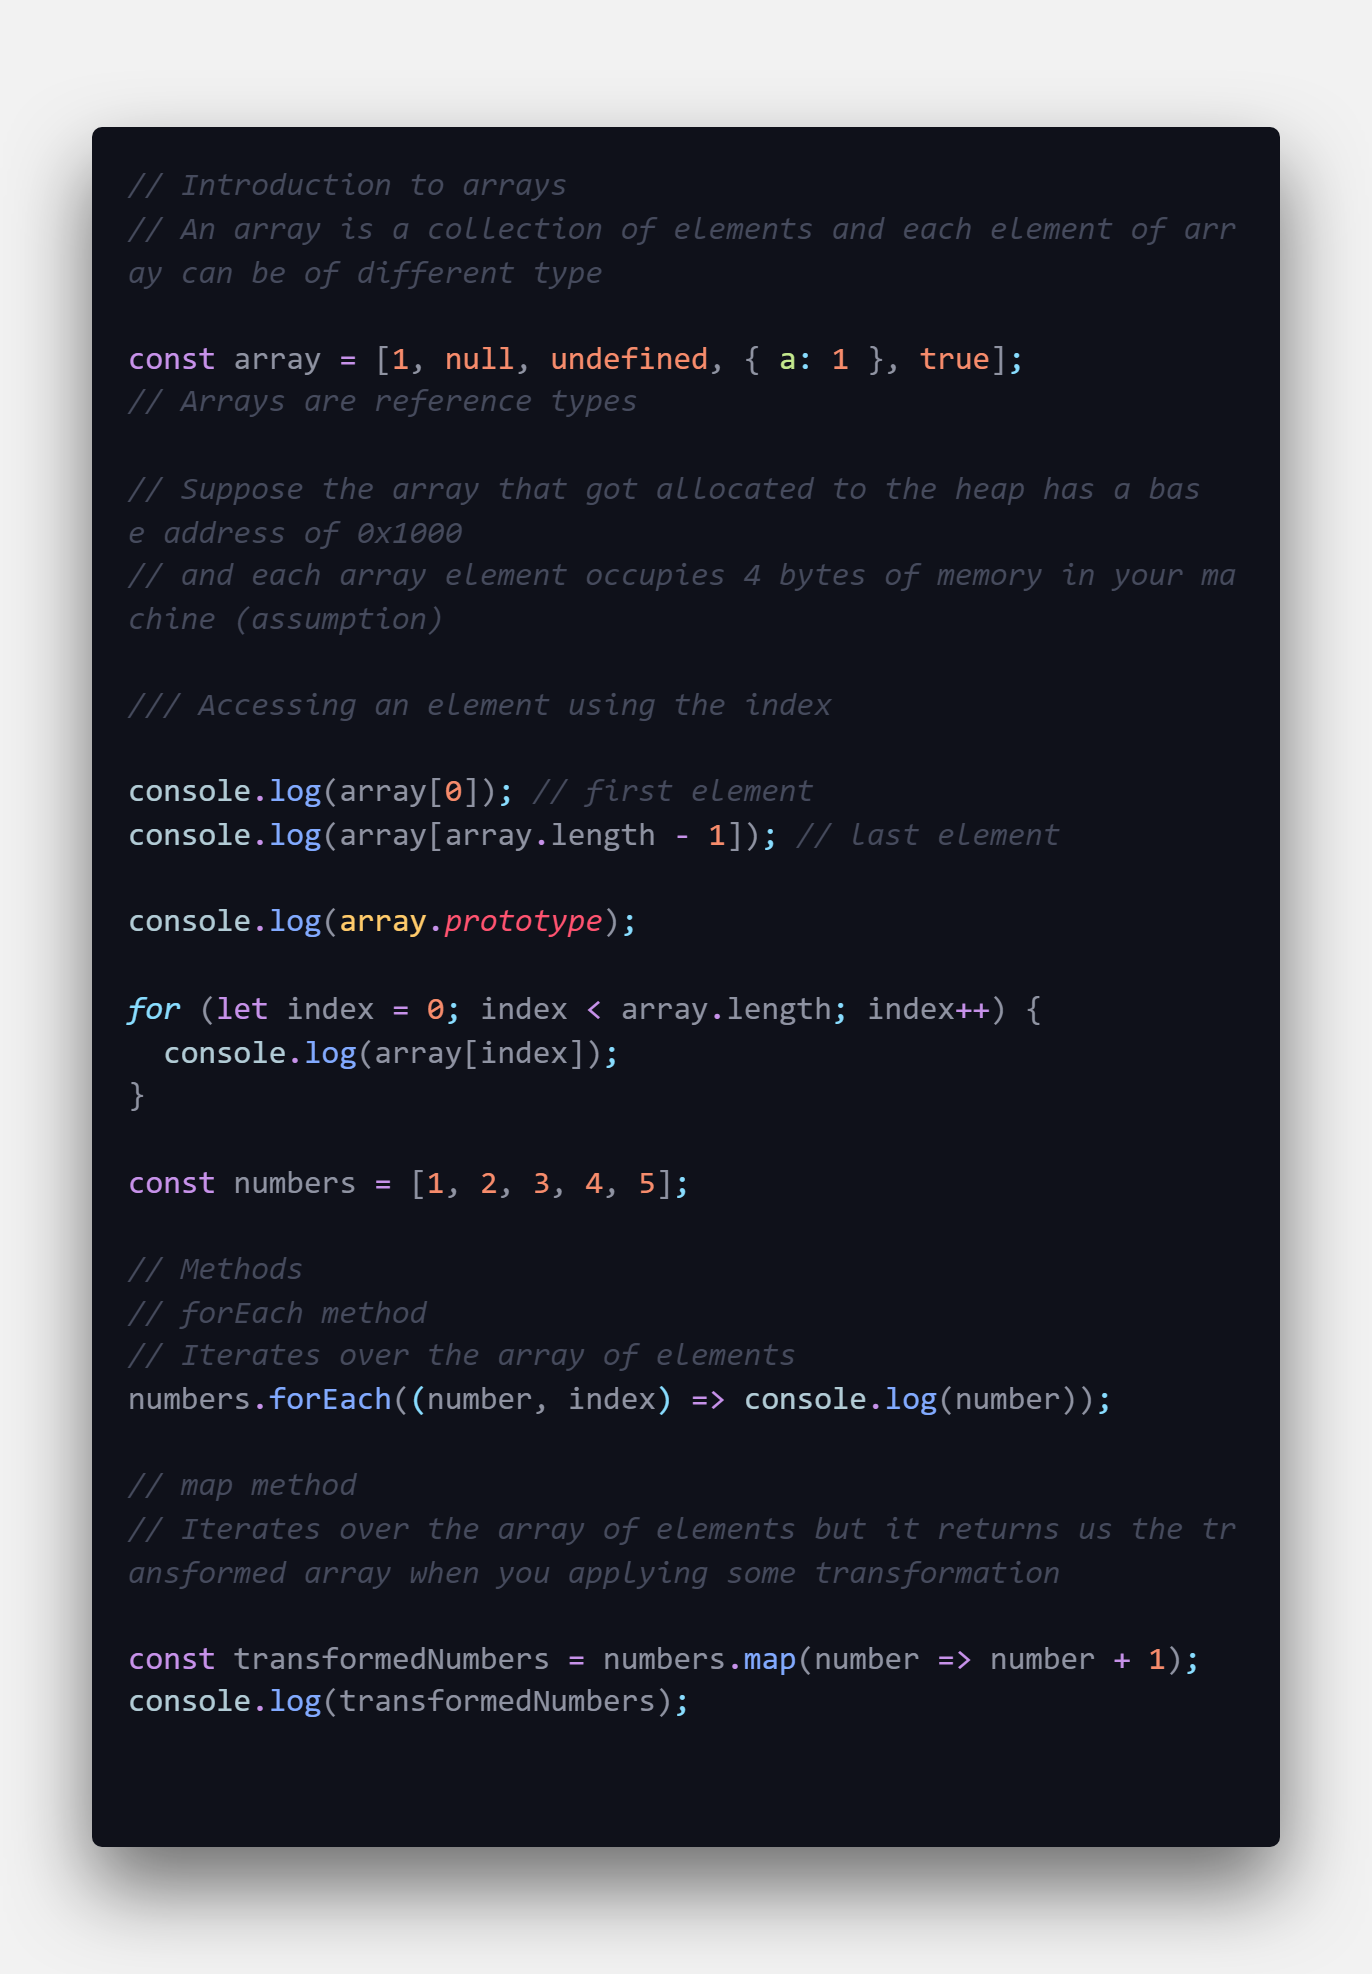 // Introduction to arrays
// An array is a collection of elements and each element of arr
ay can be of different type
const array = [1, null, undefined, { a: 1 }, true];
// Arrays are reference types
// Suppose the array that got allocated to the heap has a bas
e address of 0x1000
// and each array element occupies 4 bytes of memory in your ma
chine (assumption)
/// Accessing an element using the index
console.log(array[0]); // first element
console.log(array[array.length - 1]); // last element
console.log(array.prototype);
for (let index = 0; index < array.length; index++) {
  console.log(array[index]);
}
const numbers = [1, 2, 3, 4, 5];
// Methods
// forEach method
// Iterates over the array of elements
numbers.forEach((number, index) => console.log(number));
// map method
// Iterates over the array of elements but it returns us the tr
ansformed array when you applying some transformation
const transformedNumbers = numbers.map(number => number + 1);
console.log(transformedNumbers);